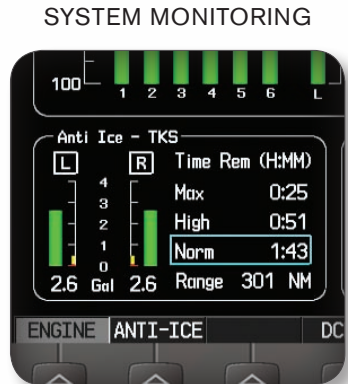 SYSTEM MONITORING
100
1 2 3 4 5 6 L
Anti Ice - TKS
L R Time Rem (H:MM)
4
Max 0:25
3
High 0:51
2
Norm 1:43
1
0
2.6 Gal 2.6 Range 301 NM
ENGINE ANTI-ICE DC